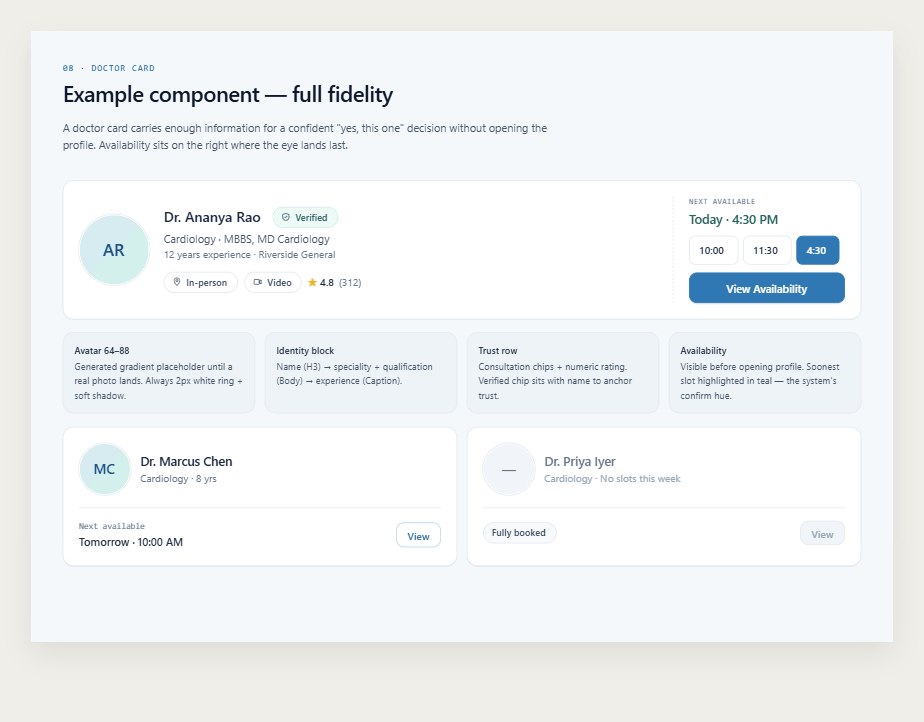 08 · DOCTOR CARD
Example component — full fidelity
A doctor card carries enough information for a confident "yes, this one" decision without opening the
profile. Availability sits on the right where the eye lands last.
AR
Dr. Ananya Rao
Verified
Cardiology · MBBS, MD Cardiology
12 years experience · Riverside General
In-person
Video
★ 4.8 (312)
NEXT AVAILABLE
Today · 4:30 PM
10:00
11:30
4:30
View Availability
Avatar 64–88
Generated gradient placeholder until a
real photo lands. Always 2px white ring +
soft shadow.
Identity block
Name (H3) → speciality + qualification
(Body) → experience (Caption).
Trust row
Consultation chips + numeric rating.
Verified chip sits with name to anchor
trust.
Availability
Visible before opening profile. Soonest
slot highlighted in teal — the system's
confirm hue.
MC
Dr. Marcus Chen
Cardiology · 8 yrs
Next available
Tomorrow · 10:00 AM
View
—
Dr. Priya Iyer
Cardiology · No slots this week
Fully booked
View